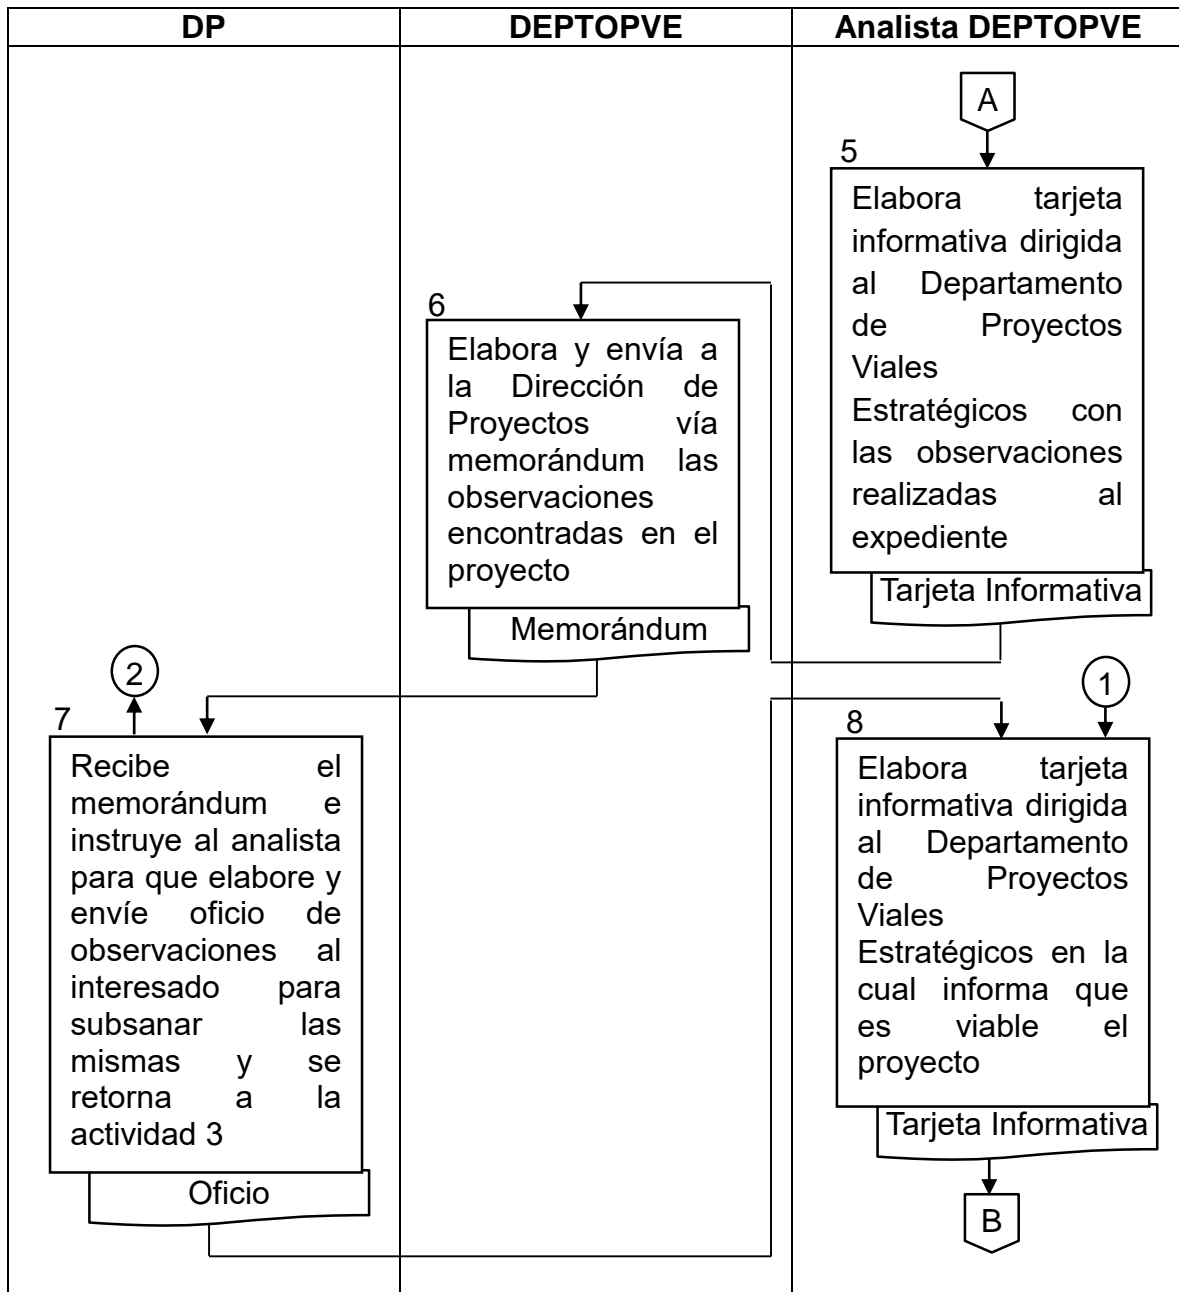 DP
DEPTOPVE
Analista DEPTOPVE
A
5
Elabora tarjeta
informativa dirigida
al Departamento
de Proyectos
Viales
Estratégicos con
las observaciones
realizadas al
expediente
Tarjeta Informativa
6
Elabora y envía a
la Dirección de
Proyectos vía
memorándum las
observaciones
encontradas en el
proyecto
Memorándum
2
7
Recibe el
memorándum e
instruye al analista
para que elabore y
envíe oficio de
observaciones al
interesado para
subsanar las
mismas y se
retorna a la
actividad 3
Oficio
1
8
Elabora tarjeta
informativa dirigida
al Departamento
de Proyectos
Viales
Estratégicos en la
cual informa que
es viable el
proyecto
Tarjeta Informativa
B